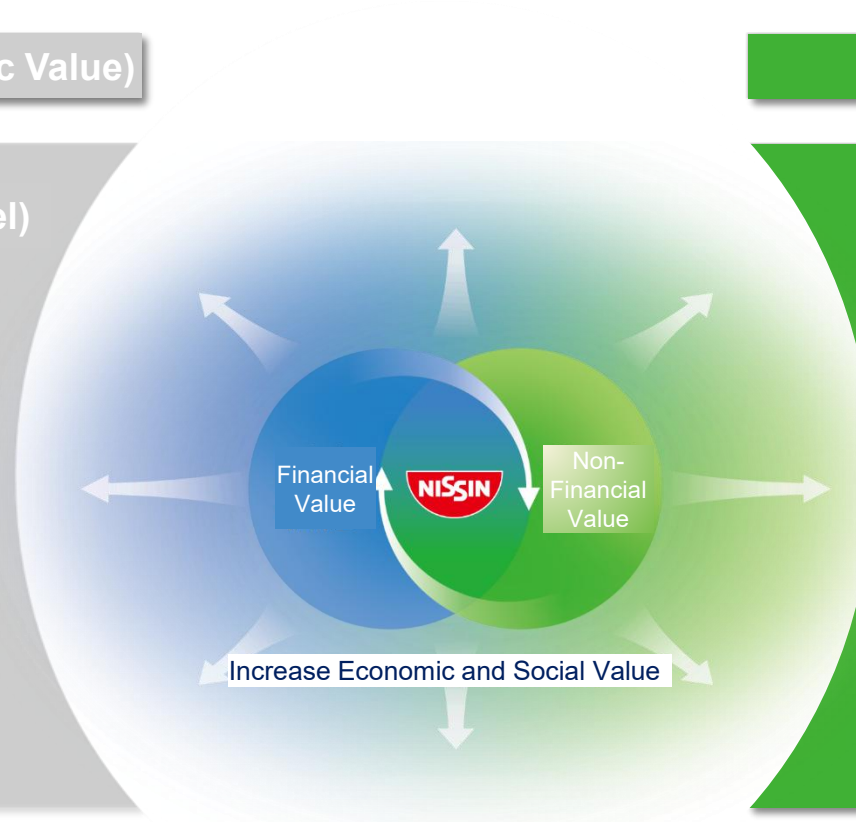 c Value)
el)
Financial
Value
NISSIN
Non-
Financial
Value
Increase Economic and Social Value